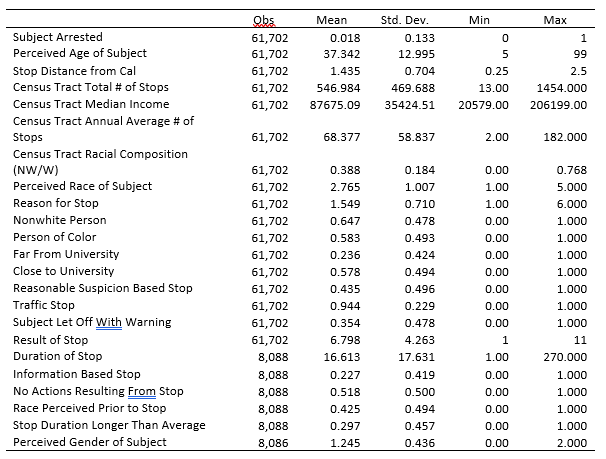 Obs Mean Std. Dev. Min Max
Subject Arrested 61,702 0.018 0.133 0 1
Perceived Age of Subject 61,702 37.342 12.995 5 99
Stop Distance from Cal 61,702 1.435 0.704 0.25 2.5
Census Tract Total # of Stops 61,702 546.984 469.688 13.00 1454.000
Census Tract Median Income 61,702 87675.09 35424.51 20579.00 206199.00
Census Tract Annual Average # of
Stops 61,702 68.377 58.837 2.00 182.000
Census Tract Racial Composition
(NW/W) 61,702 0.388 0.184 0.00 0.768
Perceived Race of Subject 61,702 2.765 1.007 1.00 5.000
Reason for Stop 61,702 1.549 0.710 1.00 6.000
Nonwhite Person 61,702 0.647 0.478 0.00 1.000
Person of Color 61,702 0.583 0.493 0.00 1.000
Far From University 61,702 0.236 0.424 0.00 1.000
Close to University 61,702 0.578 0.494 0.00 1.000
Reasonable Suspicion Based Stop 61,702 0.435 0.496 0.00 1.000
Traffic Stop 61,702 0.944 0.229 0.00 1.000
Subject Let Off With Warning 61,702 0.354 0.478 0.00 1.000
Result of Stop 61,702 6.798 4.263 1 11
Duration of Stop 8,088 16.613 17.631 1.00 270.000
Information Based Stop 8,088 0.227 0.419 0.00 1.000
No Actions Resulting From Stop 8,088 0.518 0.500 0.00 1.000
Race Perceived Prior to Stop 8,088 0.425 0.494 0.00 1.000
Stop Duration Longer Than Average 8,088 0.297 0.457 0.00 1.000
Perceived Gender of Subject 8,086 1.245 0.436 0.00 2.000